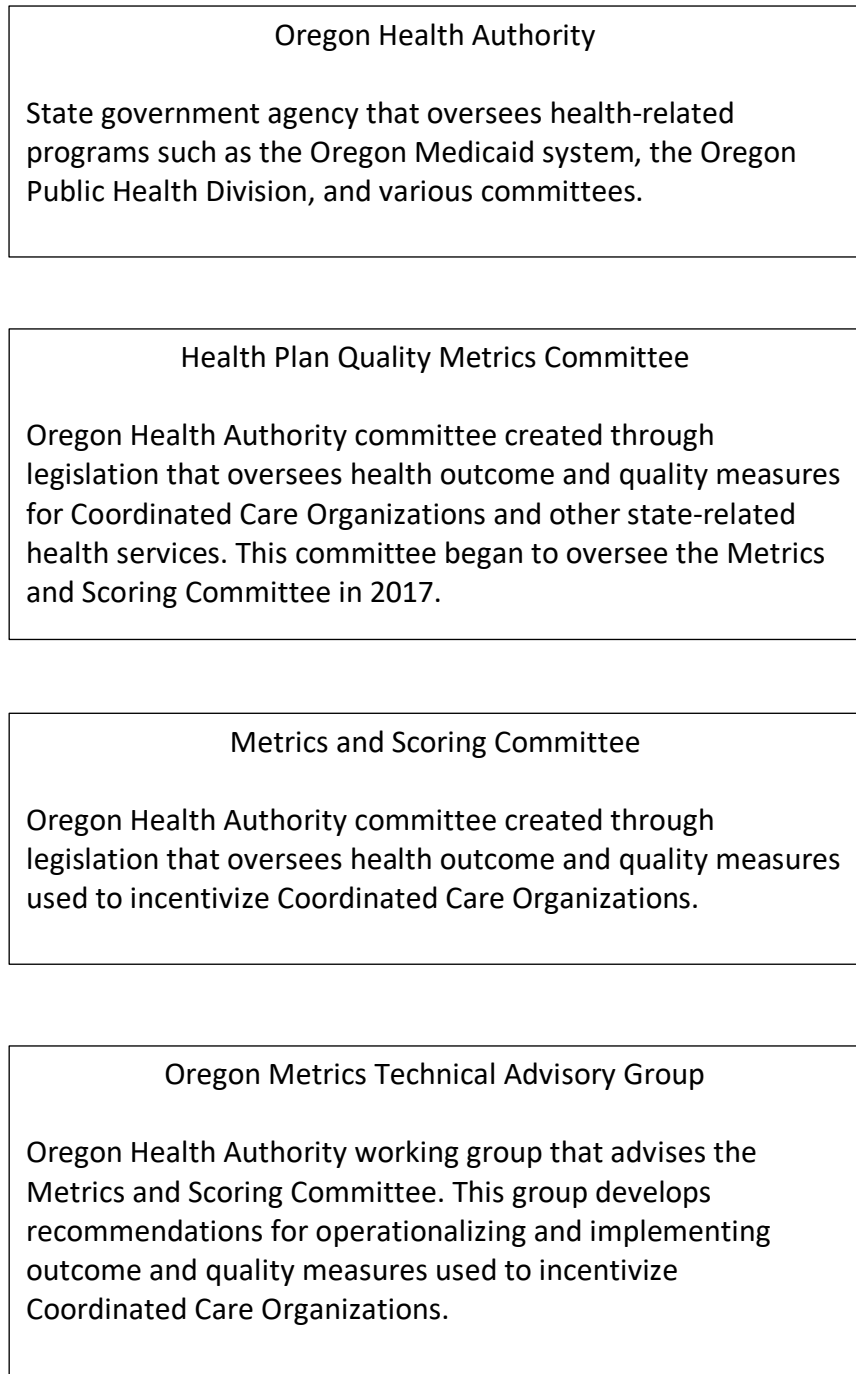 Oregon Health Authority
State government agency that oversees health-related
programs such as the Oregon Medicaid system, the Oregon
Public Health Division, and various committees.
Health Plan Quality Metrics Committee
Oregon Health Authority committee created through
legislation that oversees health outcome and quality measures
for Coordinated Care Organizations and other state-related
health services. This committee began to oversee the Metrics
and Scoring Committee in 2017.
Metrics and Scoring Committee
Oregon Health Authority committee created through
legislation that oversees health outcome and quality measures
used to incentivize Coordinated Care Organizations.
Oregon Metrics Technical Advisory Group
Oregon Health Authority working group that advises the
Metrics and Scoring Committee. This group develops
recommendations for operationalizing and implementing
outcome and quality measures used to incentivize
Coordinated Care Organizations.